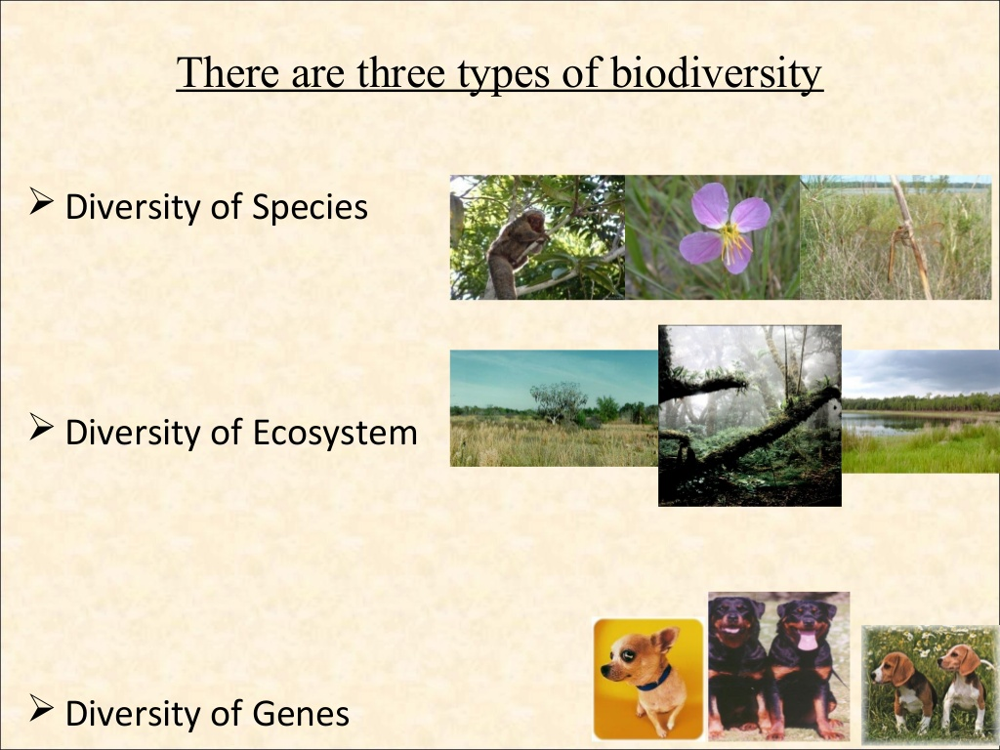 There are three types of biodiversity
➢ Diversity of Species
➢ Diversity of Ecosystem
➢ Diversity of Genes